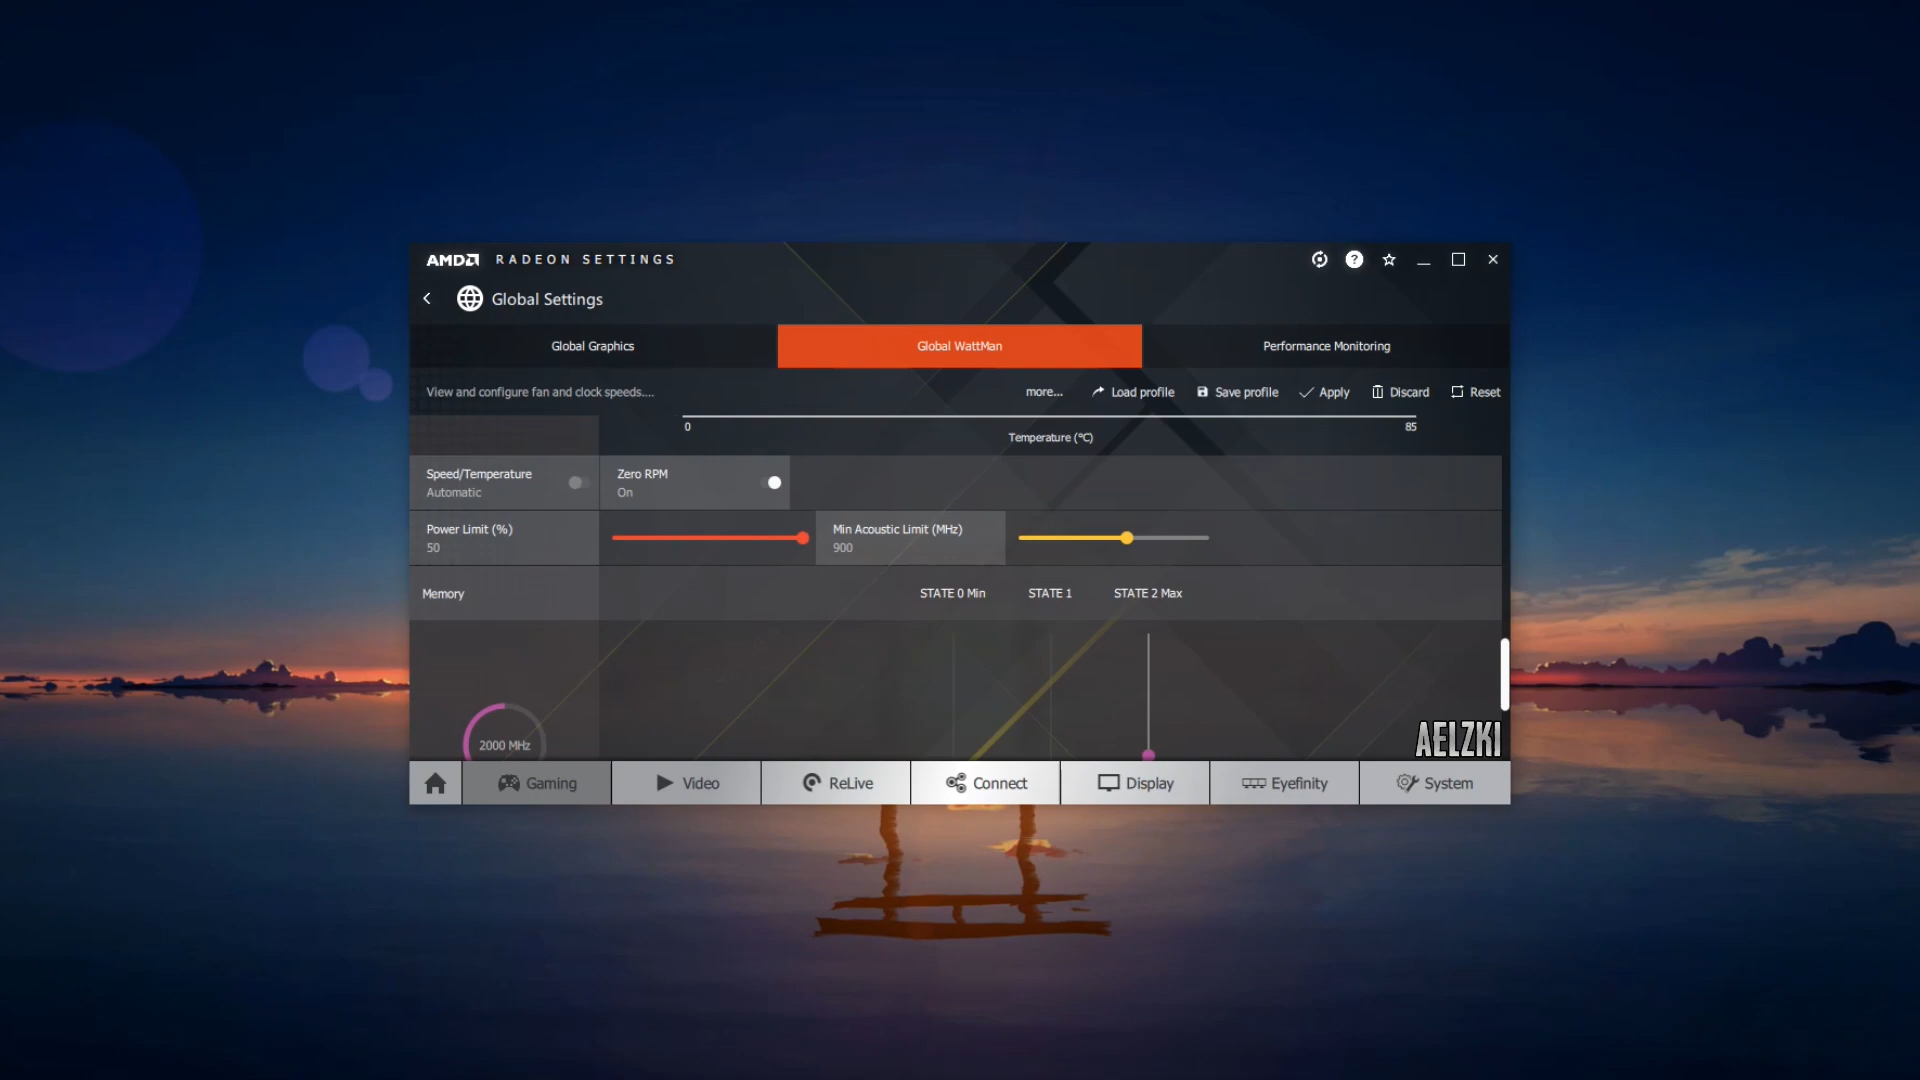 AMD RADEON SETTINGS
Global Settings
Global Graphics Global WattMan Performance Monitoring
View and configure fan and clock speeds.... more... Load profile Save profile Apply Discard Reset
0 85
Temperature (°C)
Speed/Temperature Zero RPM
Automatic On
Power Limit (%) Min Acoustic Limit (MHz)
50 900
Memory STATE 0 Min STATE 1 STATE 2 Max
2000 MHz
AELZKI
Gaming Video ReLive Connect Display Eyefinity System